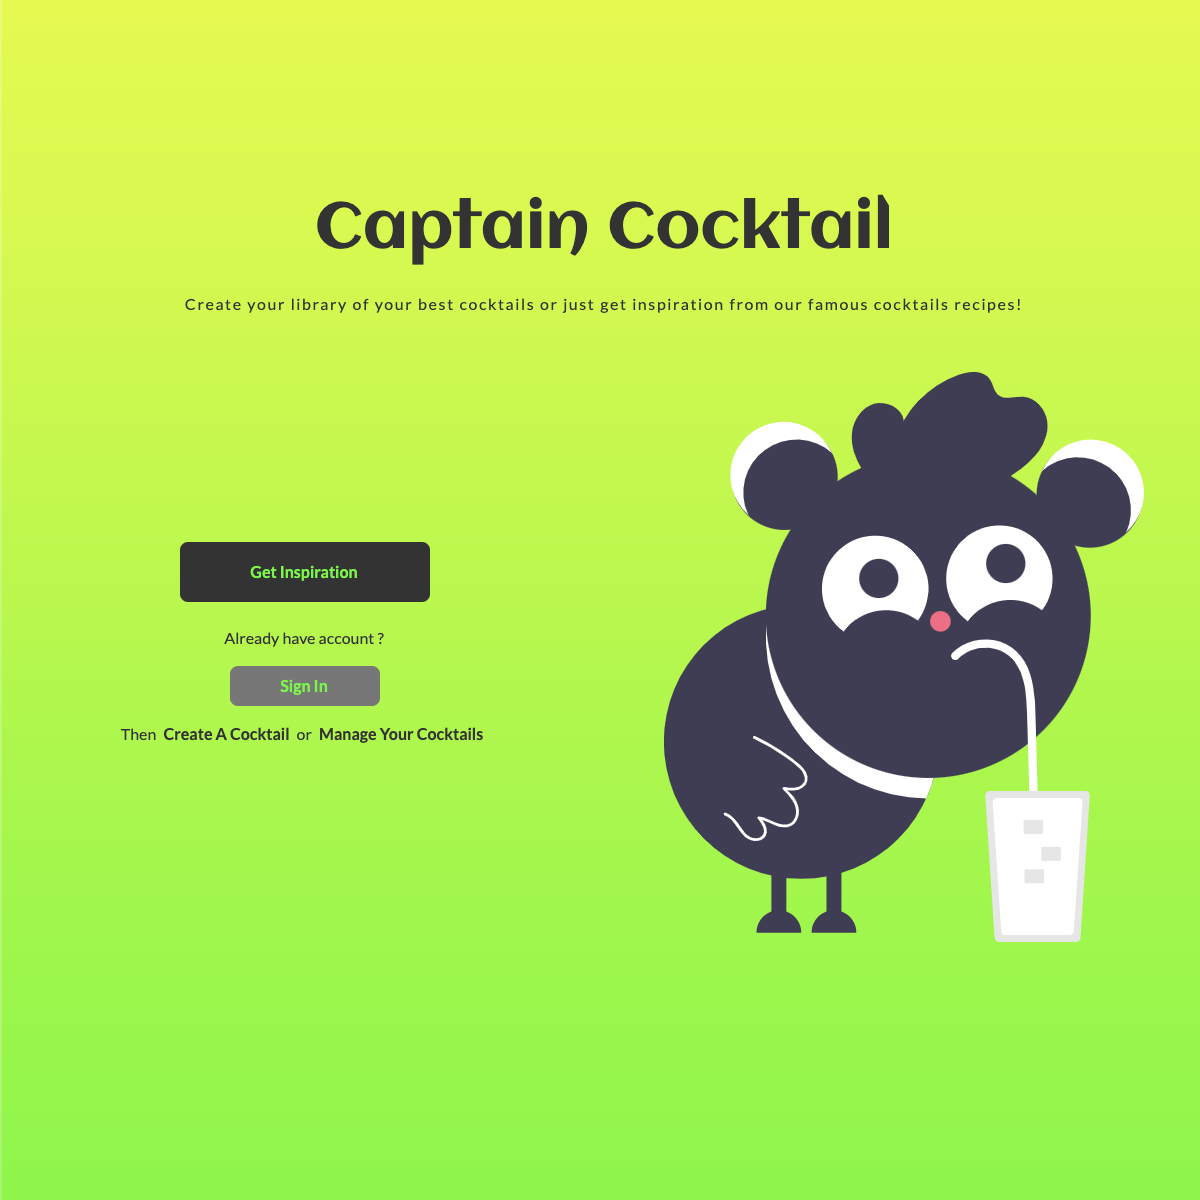 Captain Cocktail
Create your library of your best cocktails or just get inspiration from our famous cocktails recipes!
Get Inspiration
Already have account ?
Sign In
Then Create A Cocktail or Manage Your Cocktails